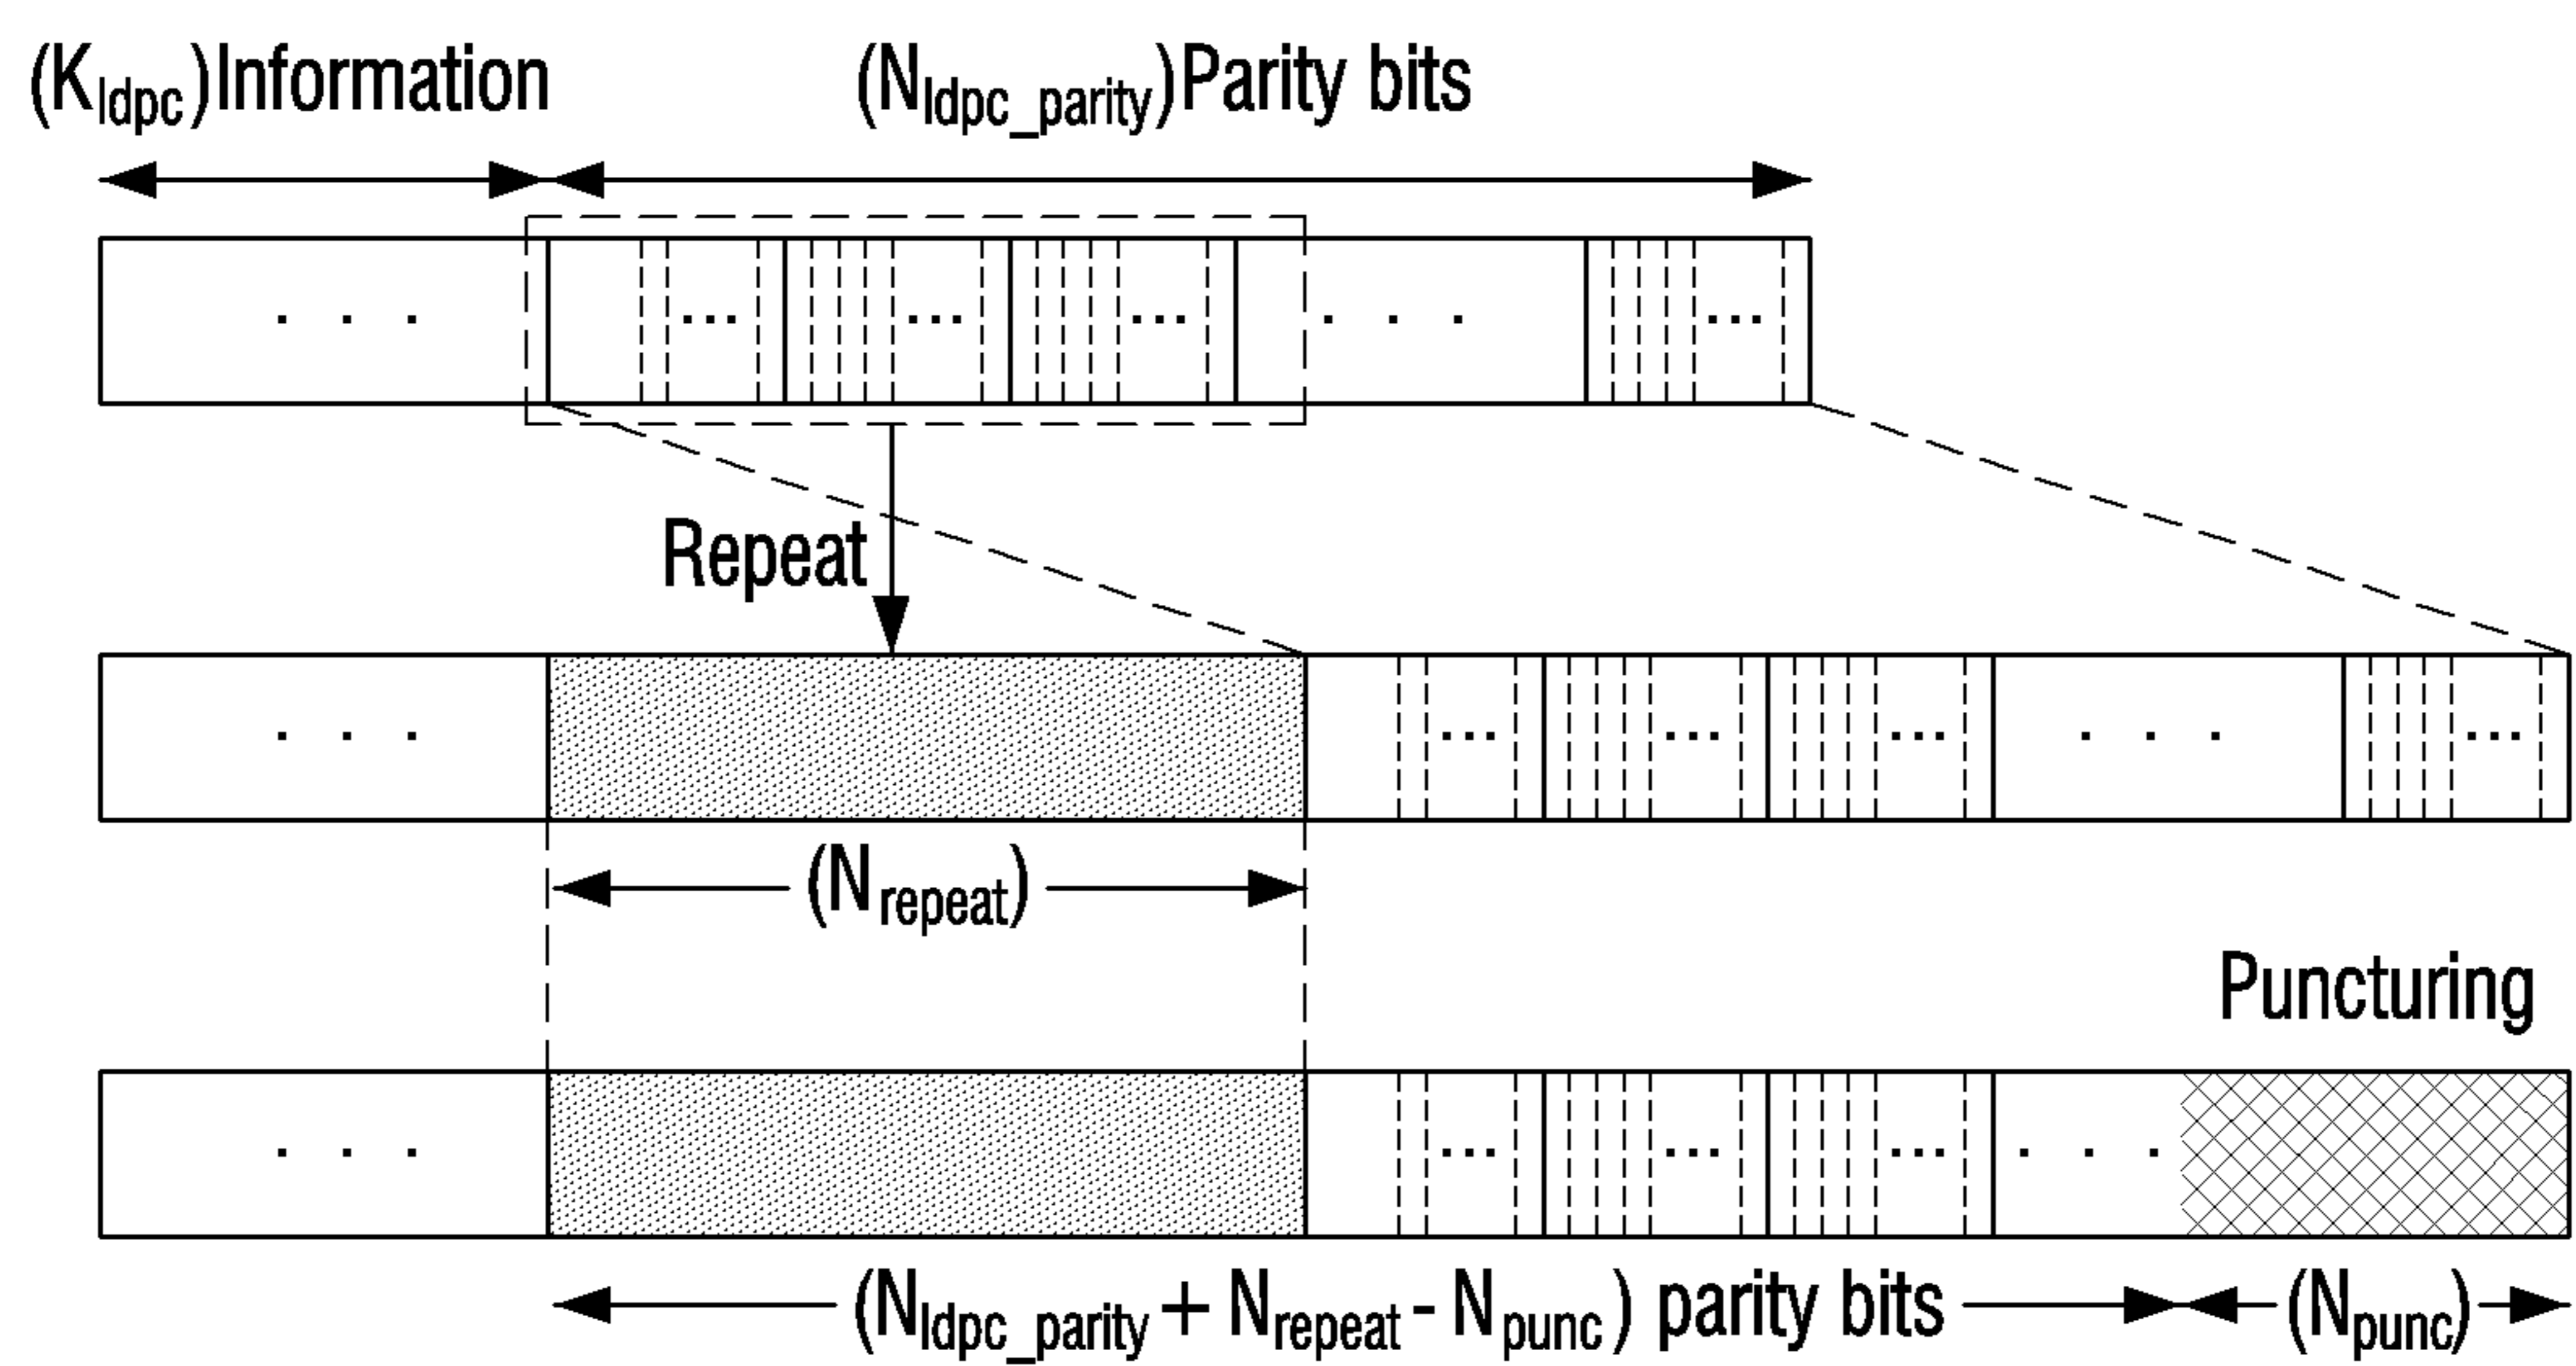 (K_ldpc)Information (N_ldpc_parity)Parity bits
Repeat
(N_repeat)
Puncturing
(N_ldpc_parity + N_repeat - N_punc) parity bits (N_punc)